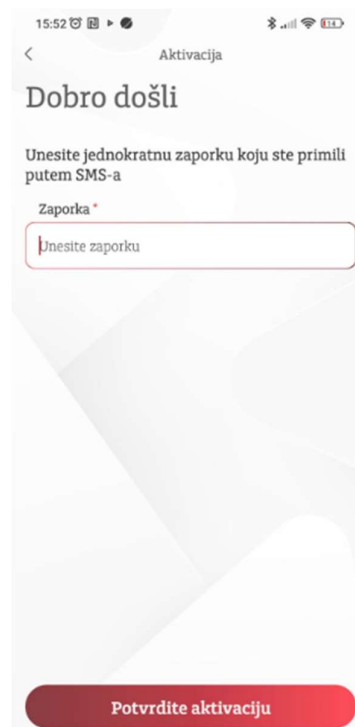 15:52
Aktivacija
Dobro došli
Unesite jednokratnu zaporku koju ste primili
putem SMS-a
Zaporka *
Unesite zaporku
Potvrdite aktivaciju